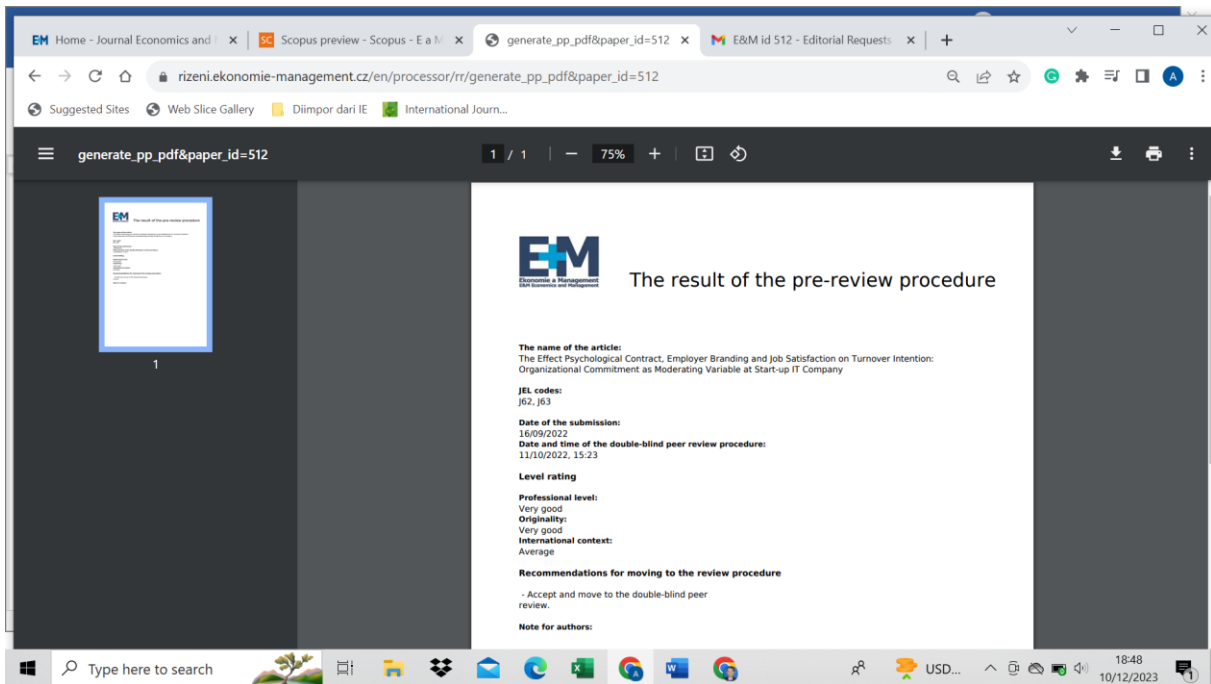 Home - Journal Economics and
Scopus preview - Scopus - E a M
generate_pp_pdf&paper_id=512
E&M id 512 - Editorial Requests
rizeni.ekonomie-management.cz/en/processor/rr/generate_pp_pdf&paper_id=512
A
Suggested Sites
Web Slice Gallery
Diimpor dari IE
International Journ...
generate_pp_pdf&paper_id=512
1 / 1
75%
1
E+M
Ekonomie a Management
E&M Economics and Management
The result of the pre-review procedure
The name of the article:
The Effect Psychological Contract, Employer Branding and Job Satisfaction on Turnover Intention:
Organizational Commitment as Moderating Variable at Start-up IT Company
JEL codes:
J62, J63
Date of the submission:
16/09/2022
Date and time of the double-blind peer review procedure:
11/10/2022, 15:23
Level rating
Professional level:
Very good
Originality:
Very good
International context:
Average
Recommendations for moving to the review procedure
- Accept and move to the double-blind peer
review.
Note for authors:
Type here to search
USD...
18:48
10/12/2023